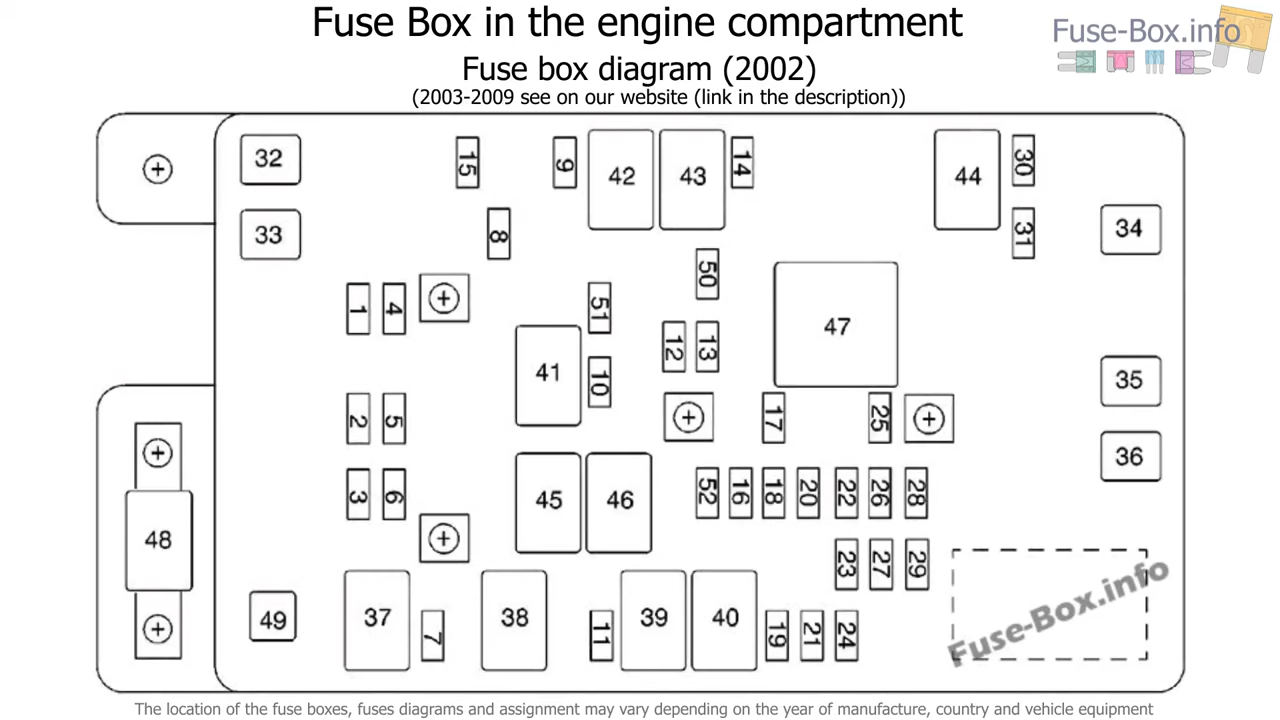 Fuse Box in the engine compartment
Fuse-Box.info
Fuse box diagram (2002)
(2003-2009 see on our website (link in the description))
32 15 9 42 43 14 44 30
33 8 31 34
50
1 4 51 47
12 13
41 10 35
2 5 17 25
36
3 6 45 46 52 16 18 20 22 26 28
48
23 27 29
Fuse-Box.info
49 37 7 38 11 39 40 19 21 24
The location of the fuse boxes, fuses diagrams and assignment may vary depending on the year of manufacture, country and vehicle equipment